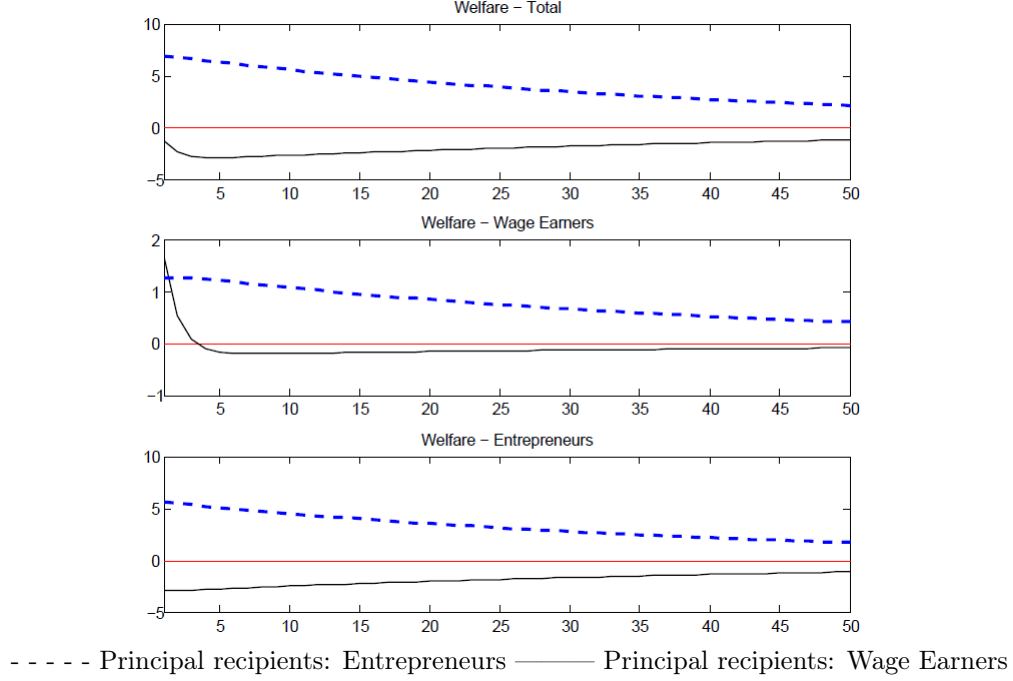 Welfare − Total
10
5
0
−5
5 10 15 20 25 30 35 40 45 50
Welfare − Wage Earners
2
1
0
−1
5 10 15 20 25 30 35 40 45 50
Welfare − Entrepreneurs
10
5
0
−5
5 10 15 20 25 30 35 40 45 50
- - - - - Principal recipients: Entrepreneurs ——— Principal recipients: Wage Earners